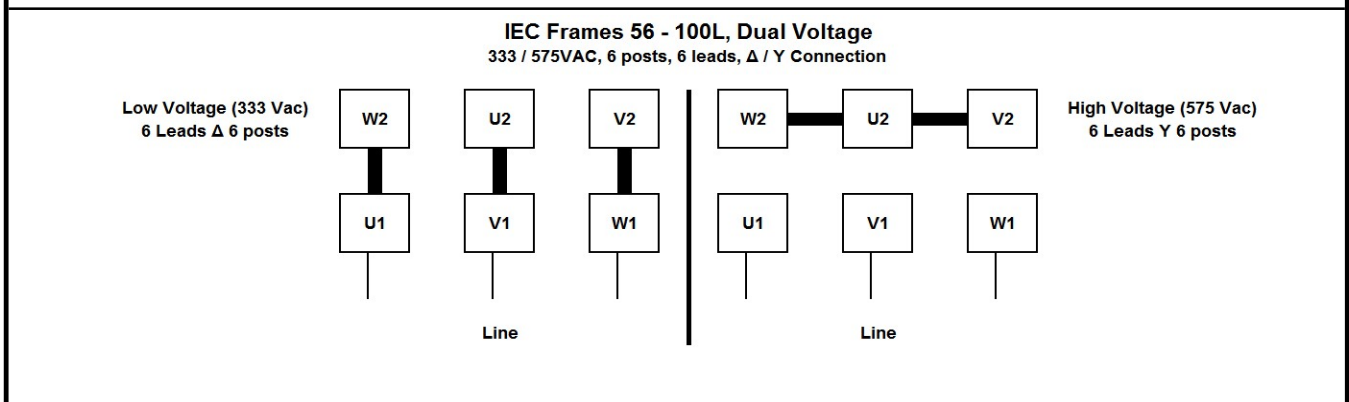 IEC Frames 56 - 100L, Dual Voltage
333 / 575VAC, 6 posts, 6 leads, Δ / Y Connection
Low Voltage (333 Vac)
6 Leads Δ 6 posts
W2 U2 V2
U1 V1 W1
Line
W2 U2 V2
U1 V1 W1
Line
High Voltage (575 Vac)
6 Leads Y 6 posts